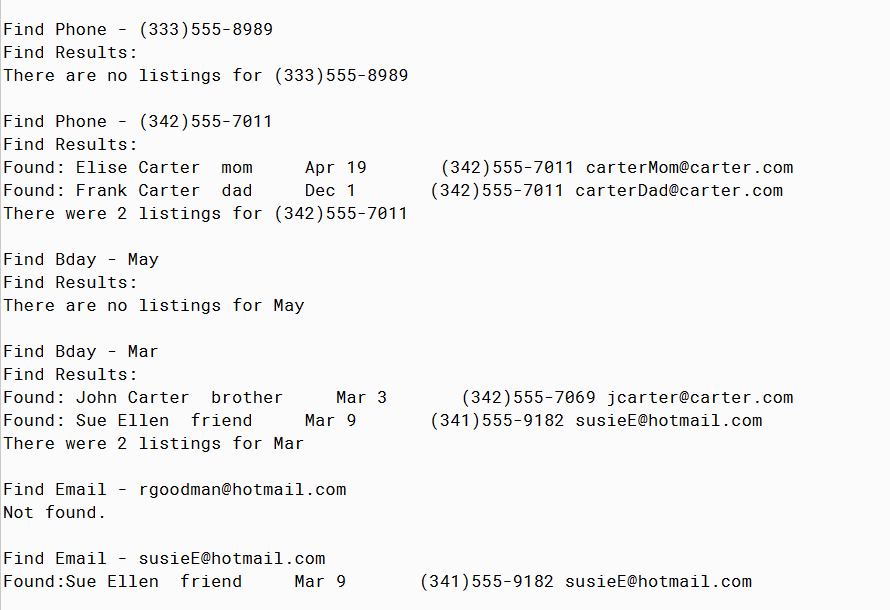 Find Phone - (333)555-8989
Find Results:
There are no listings for (333)555-8989

Find Phone - (342)555-7011
Find Results:
Found: Elise Carter  mom     Apr 19       (342)555-7011 carterMom@carter.com
Found: Frank Carter  dad     Dec 1       (342)555-7011 carterDad@carter.com
There were 2 listings for (342)555-7011

Find Bday - May
Find Results:
There are no listings for May

Find Bday - Mar
Find Results:
Found: John Carter  brother     Mar 3       (342)555-7069 jcarter@carter.com
Found: Sue Ellen  friend     Mar 9       (341)555-9182 susieE@hotmail.com
There were 2 listings for Mar

Find Email - rgoodman@hotmail.com
Not found.

Find Email - susieE@hotmail.com
Found:Sue Ellen  friend     Mar 9       (341)555-9182 susieE@hotmail.com